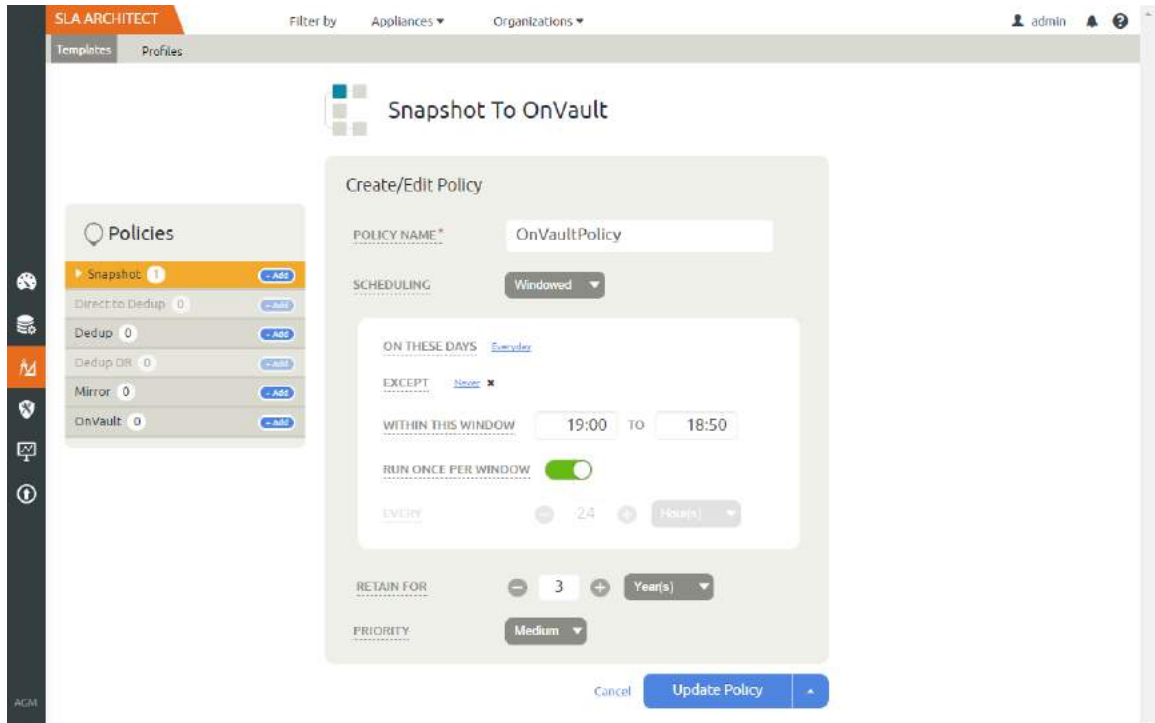 SLA ARCHITECT
Filter by Appliances Organizations admin
Templates Profiles
Snapshot To OnVault
Create/Edit Policy
Policies
POLICY NAME* OnVaultPolicy
Snapshot 1 + Add
SCHEDULING Windowed
Direct to Dedup 0 + Add
Dedup 0 + Add
Dedup DR 0 + Add
Mirror 0 + Add
OnVault 0 + Add
ON THESE DAYS Everyday
EXCEPT Never
WITHIN THIS WINDOW 19:00 TO 18:50
RUN ONCE PER WINDOW
EVERY 24 Hour(s)
RETAIN FOR 3 Year(s)
PRIORITY Medium
Cancel Update Policy
AGM